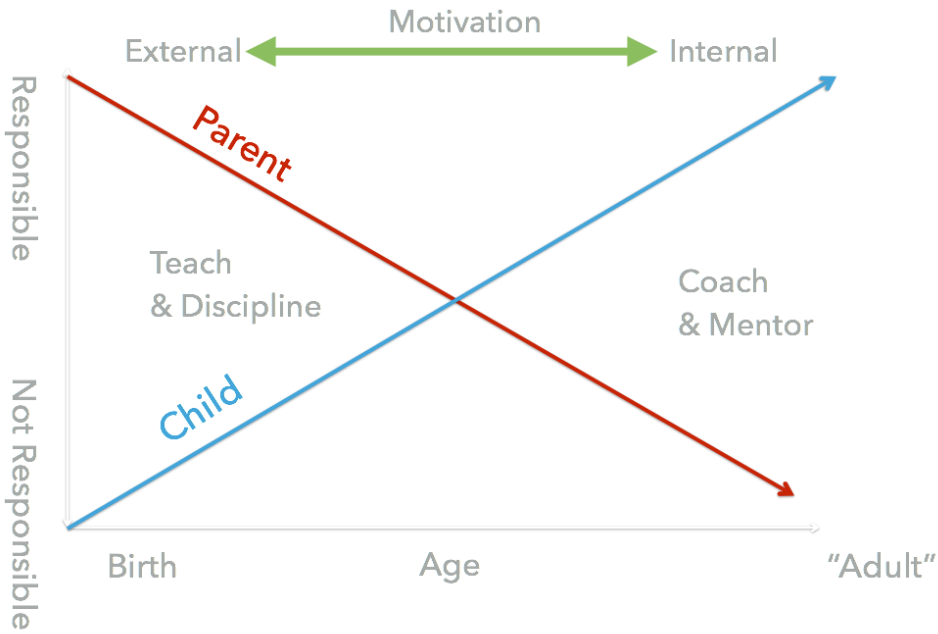 Motivation
External
Internal
Responsible
Parent
Teach
& Discipline
Coach
& Mentor
Child
Not Responsible
Birth
Age
“Adult”